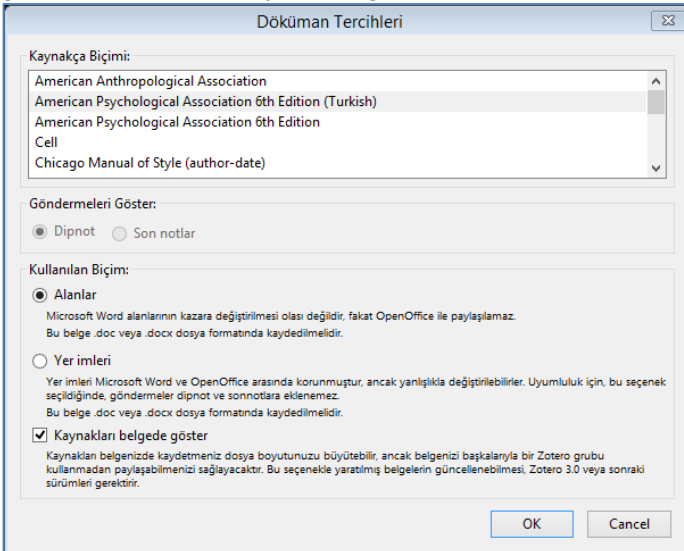 Döküman Tercihleri
Kaynakça Biçimi:
American Anthropological Association
American Psychological Association 6th Edition (Turkish)
American Psychological Association 6th Edition
Cell
Chicago Manual of Style (author-date)
Göndermeleri Göster:
Dipnot Son notlar
Kullanılan Biçim:
Alanlar
Microsoft Word alanlarının kazara değiştirilmesi olası değildir, fakat OpenOffice ile paylaşılamaz.
Bu belge .doc veya .docx dosya formatında kaydedilmelidir.
Yer imleri
Yer imleri Microsoft Word ve OpenOffice arasında korunmuştur, ancak yanlışlıkla değiştirilebilirler. Uyumluluk için, bu seçenek
seçildiğinde, göndermeler dipnot ve sonnotlara eklenemez.
Bu belge .doc veya .docx dosya formatında kaydedilmelidir.
Kaynakları belgede göster
Kaynakları belgenizde kaydetmeniz dosya boyutunuzu büyütebilir, ancak belgenizi başkalarıyla bir Zotero grubu
kullanmadan paylaşabilmenizi sağlayacaktır. Bu seçenekle yaratılmış belgelerin güncellenebilmesi, Zotero 3.0 veya sonraki
sürümleri gerektirir.
OK Cancel